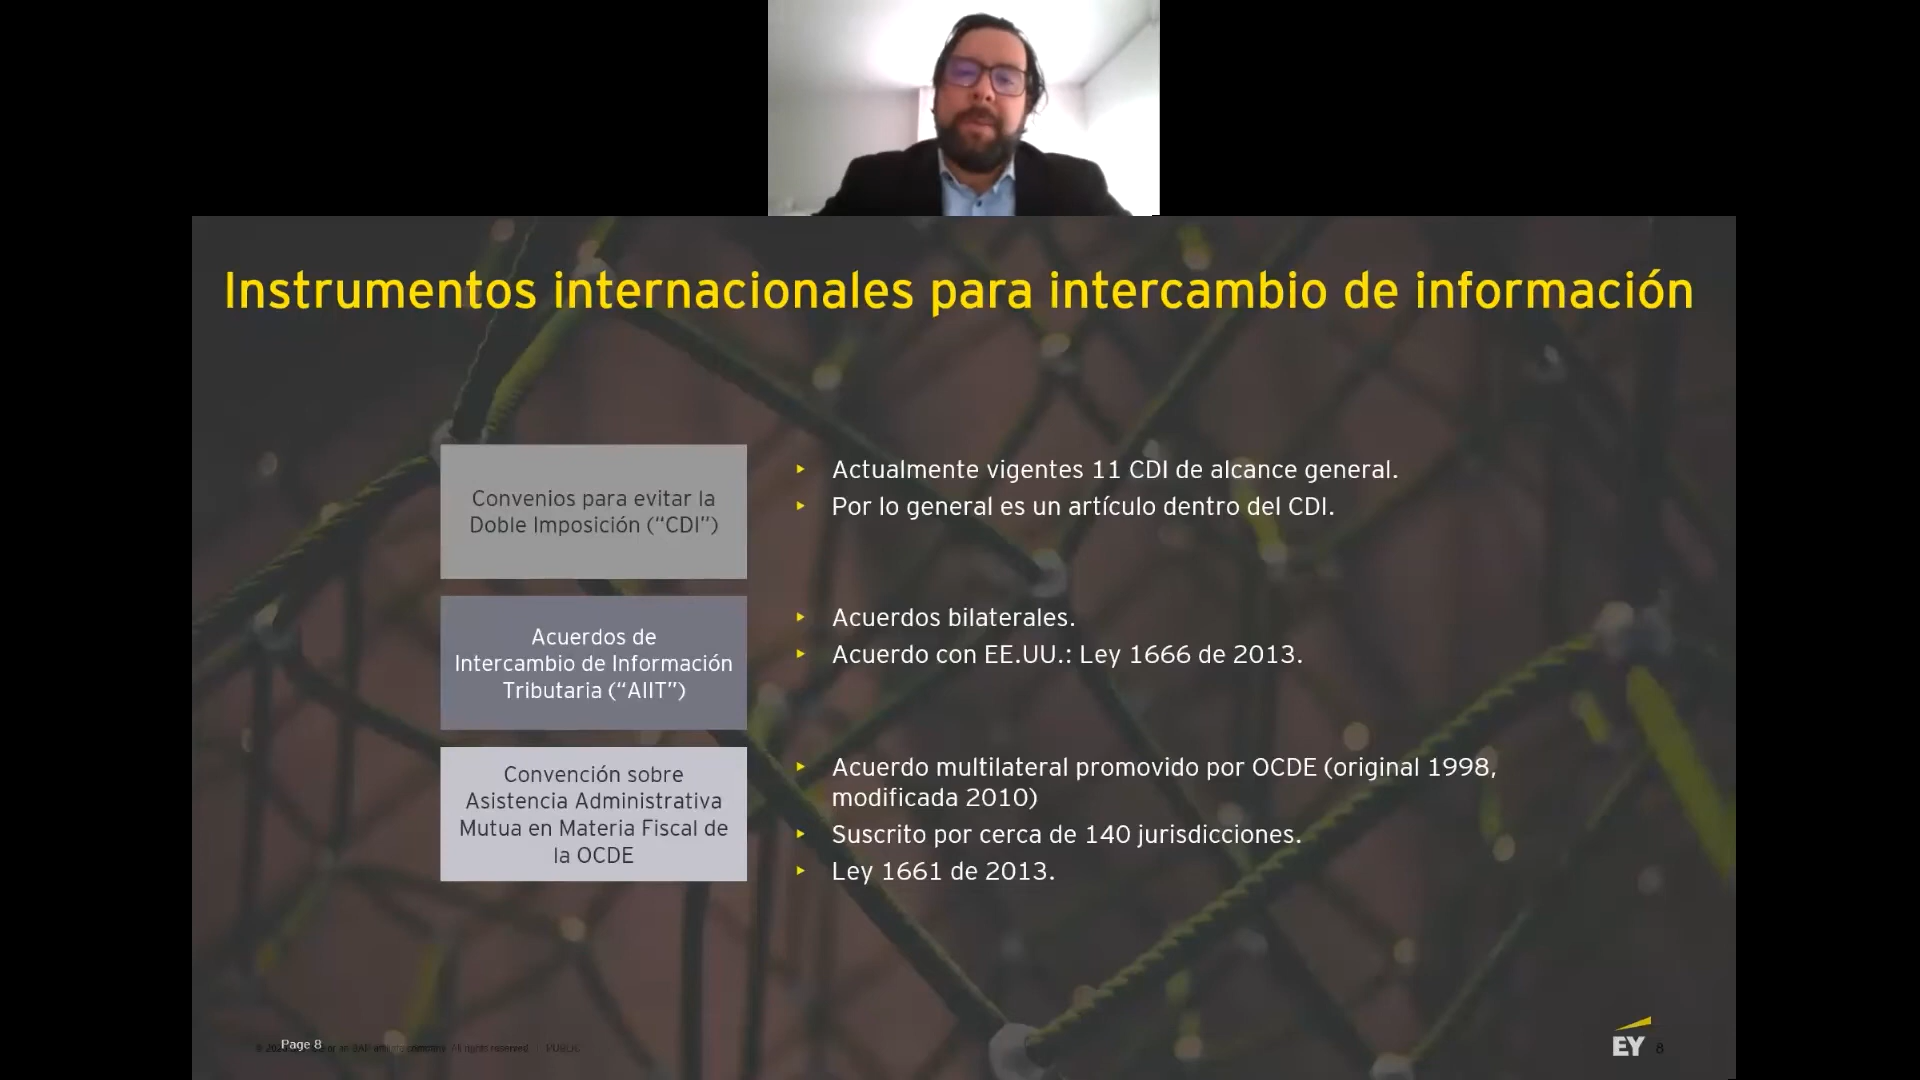 Instrumentos internacionales para intercambio de información
Convenios para evitar la
Doble Imposición (“CDI”)
Actualmente vigentes 11 CDI de alcance general.
Por lo general es un artículo dentro del CDI.
Acuerdos de
Intercambio de Información
Tributaria (“AIIT”)
Acuerdos bilaterales.
Acuerdo con EE.UU.: Ley 1666 de 2013.
Convención sobre
Asistencia Administrativa
Mutua en Materia Fiscal de
la OCDE
Acuerdo multilateral promovido por OCDE (original 1998,
modificada 2010)
Suscrito por cerca de 140 jurisdicciones.
Ley 1661 de 2013.
Page 8
All rights reserved
PUBLIC
EY 8